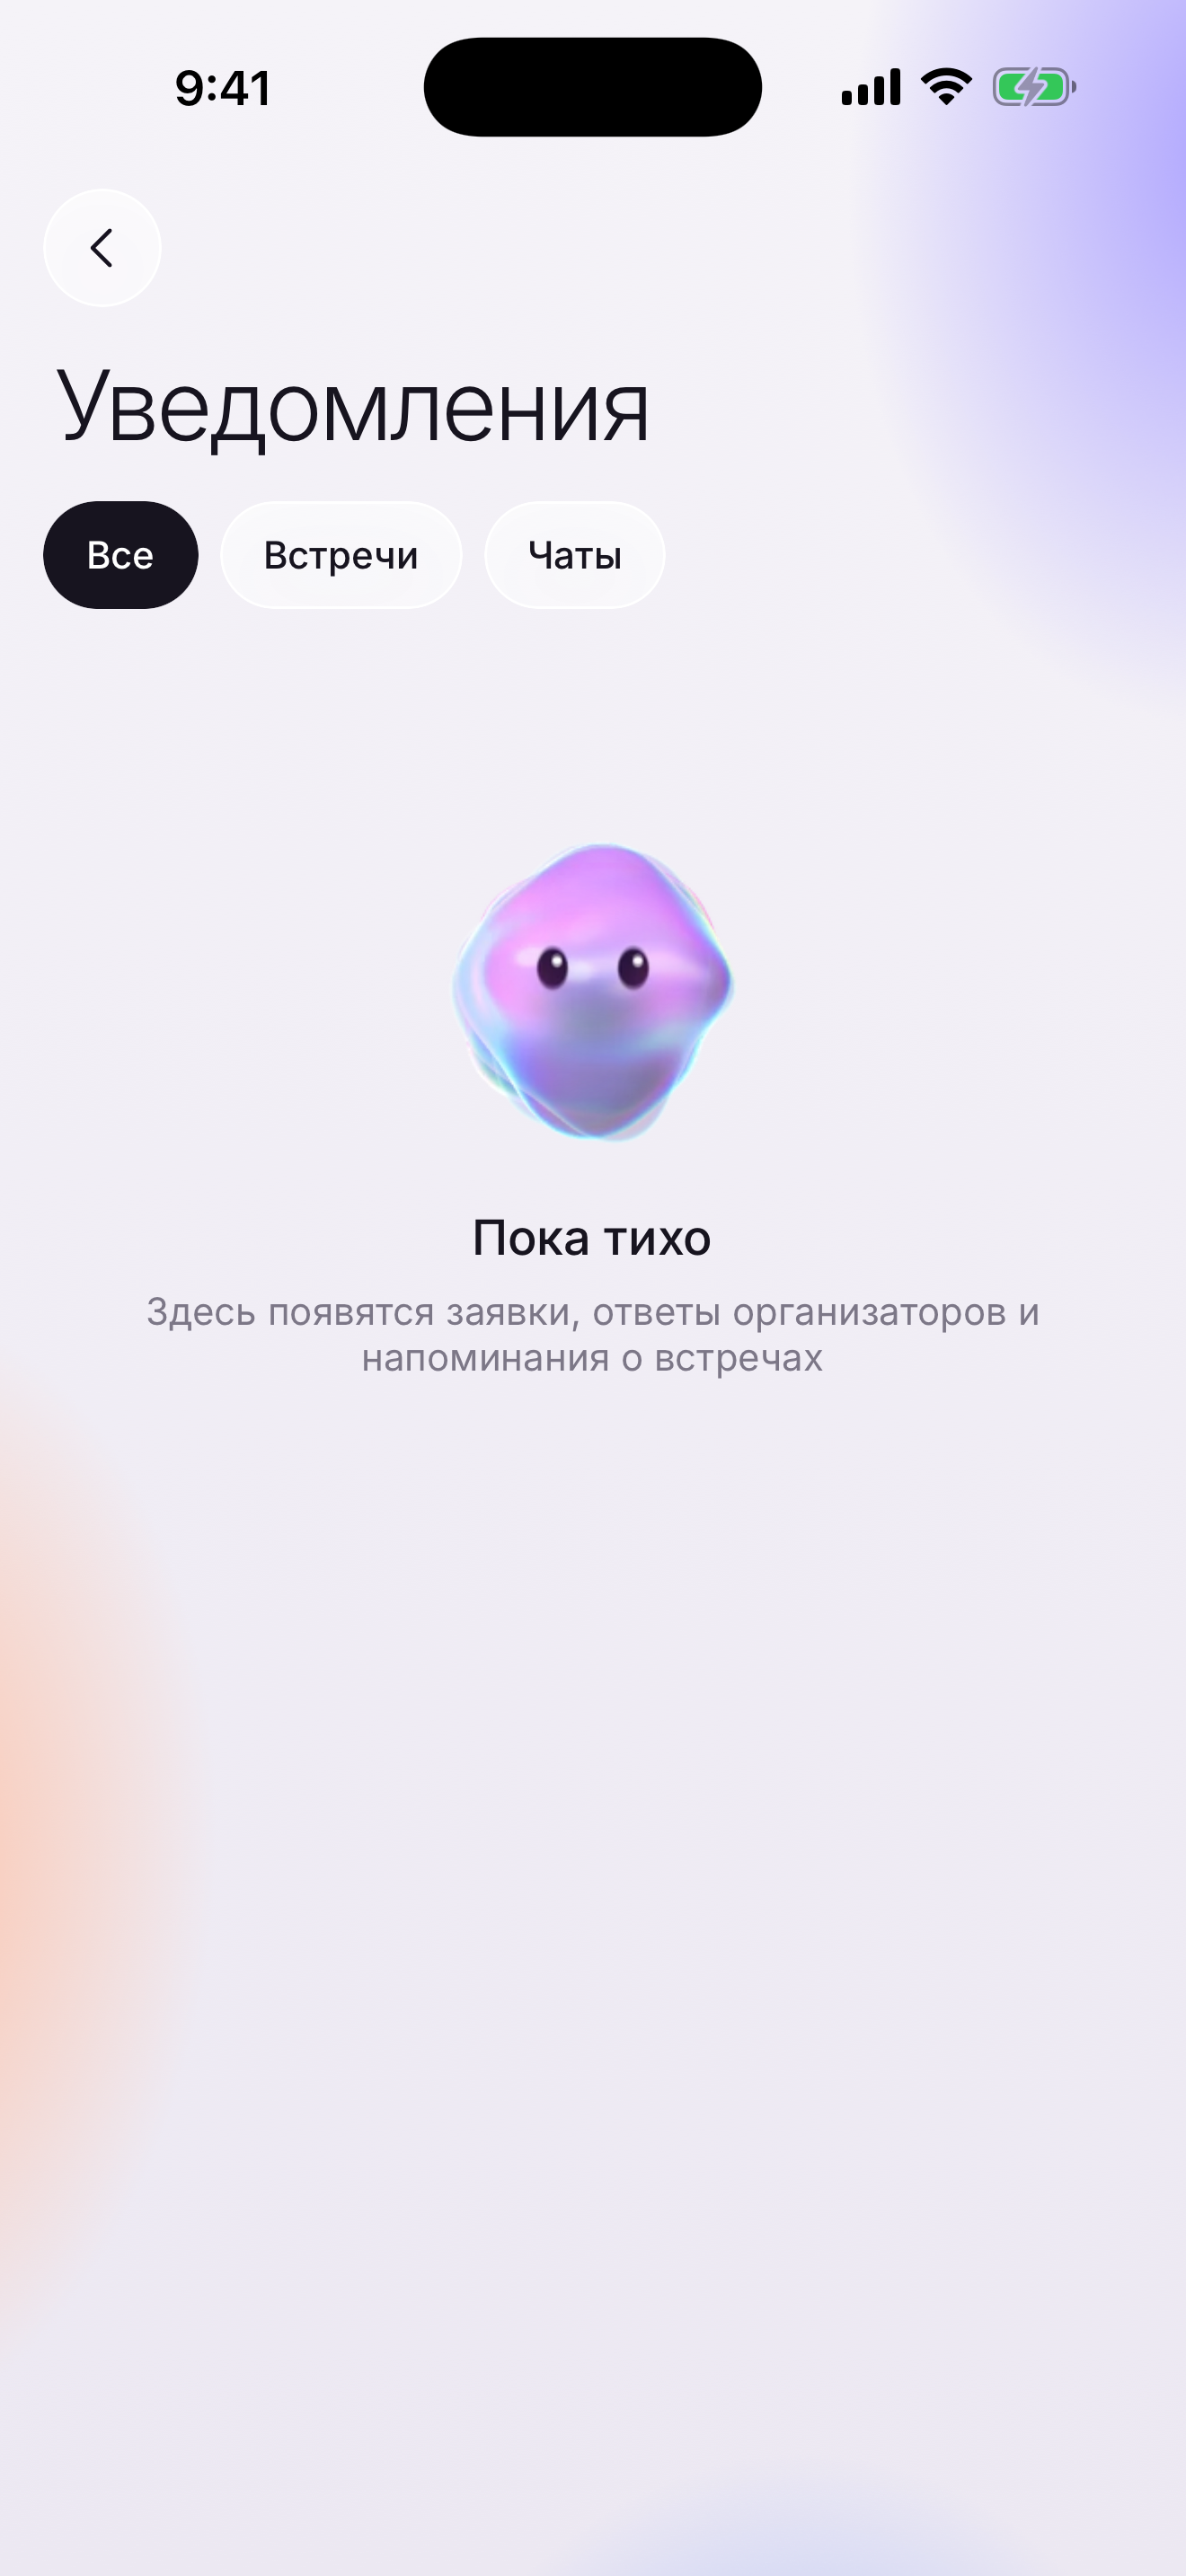 9:41
Уведомления
Все Встречи Чаты
Пока тихо
Здесь появятся заявки, ответы организаторов и
напоминания о встречах